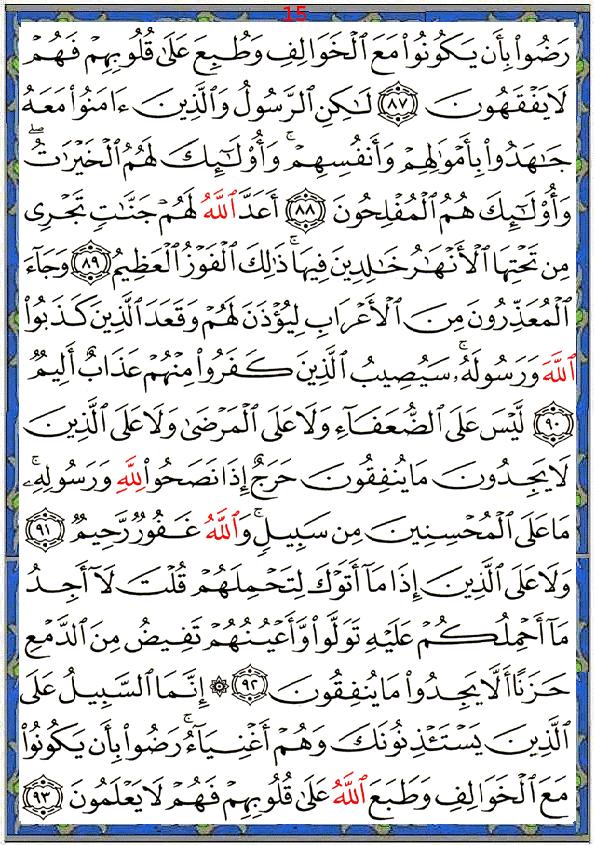 15
رَضُوا۟ بِأَن يَكُونُوا۟ مَعَ ٱلْخَوَالِفِ وَطُبِعَ عَلَىٰ قُلُوبِهِمْ فَهُمْ
لَا يَفْقَهُونَ ٨٧ لَـٰكِنِ ٱلرَّسُولُ وَٱلَّذِينَ ءَامَنُوا۟ مَعَهُۥ
جَـٰهَدُوا۟ بِأَمْوَٰلِهِمْ وَأَنفُسِهِمْ ۚ وَأُو۟لَـٰٓئِكَ لَهُمُ ٱلْخَيْرَٰتُ ۖ
وَأُو۟لَـٰٓئِكَ هُمُ ٱلْمُفْلِحُونَ ٨٨ أَعَدَّ ٱللَّهُ لَهُمْ جَنَّـٰتٍ تَجْرِى
مِن تَحْتِهَا ٱلْأَنْهَـٰرُ خَـٰلِدِينَ فِيهَا ۚ ذَٰلِكَ ٱلْفَوْزُ ٱلْعَظِيمُ ٨٩ وَجَآءَ
ٱلْمُعَذِّرُونَ مِنَ ٱلْأَعْرَابِ لِيُؤْذَنَ لَهُمْ وَقَعَدَ ٱلَّذِينَ كَذَبُوا۟
ٱللَّهَ وَرَسُولَهُۥ ۚ سَيُصِيبُ ٱلَّذِينَ كَفَرُوا۟ مِنْهُمْ عَذَابٌ أَلِيمٌ
٩٠ لَّيْسَ عَلَى ٱلضُّعَفَآءِ وَلَا عَلَى ٱلْمَرْضَىٰ وَلَا عَلَى ٱلَّذِينَ
لَا يَجِدُونَ مَا يُنفِقُونَ حَرَجٌ إِذَا نَصَحُوا۟ لِلَّهِ وَرَسُولِهِۦ ۚ
مَا عَلَى ٱلْمُحْسِنِينَ مِن سَبِيلٍ ۚ وَٱللَّهُ غَفُورٌ رَّحِيمٌ ٩١
وَلَا عَلَى ٱلَّذِينَ إِذَا مَآ أَتَوْكَ لِتَحْمِلَهُمْ قُلْتَ لَآ أَجِدُ
مَآ أَحْمِلُكُمْ عَلَيْهِ تَوَلَّوا۟ وَّأَعْيُنُهُمْ تَفِيضُ مِنَ ٱلدَّمْعِ
حَزَنًا أَلَّا يَجِدُوا۟ مَا يُنفِقُونَ ٩٢ ۞ إِنَّمَا ٱلسَّبِيلُ عَلَى
ٱلَّذِينَ يَسْتَـْٔذِنُونَكَ وَهُمْ أَغْنِيَآءُ ۚ رَضُوا۟ بِأَن يَكُونُوا۟
مَعَ ٱلْخَوَالِفِ وَطَبَعَ ٱللَّهُ عَلَىٰ قُلُوبِهِمْ فَهُمْ لَا يَعْلَمُونَ ٩٣